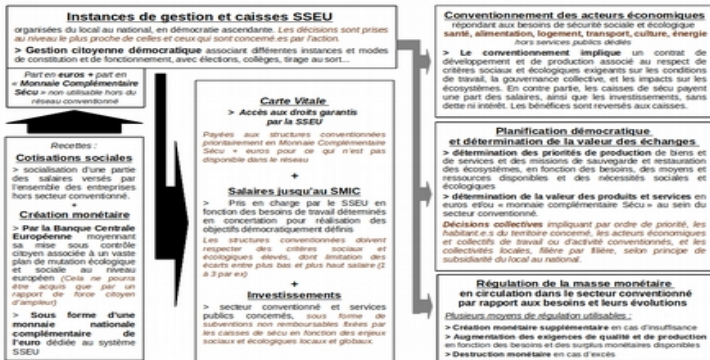 Instances de gestion et caisses SSEU
organisées du local au national, en démocratie ascendante. Les décisions sont prises
au niveau le plus proche de celles et ceux qui sont concerné.es par l'action.
> Gestion citoyenne démocratique associant différentes instances et modes
de constitution et de fonctionnement, avec élections, collèges, tirage au sort...
Part en euros + part en
« Monnaie Complémentaire
Sécu » non utilisable hors du
réseau conventionné
Recettes :
Cotisations sociales
> socialisation d'une partie
des salaires versés par
l'ensemble des entreprises
hors secteur conventionné.
+
Création monétaire
> Par la Banque Centrale
Européenne moyennant
sa mise sous contrôle
citoyen associée à un vaste
plan de mutation écologique
et sociale au niveau
européen (Cela ne pourra
être acquis que par un
rapport de force citoyen
d'ampleur)
> Sous forme d'une
monnaie nationale
complémentaire de
l'euro dédiée au système
SSEU
Carte Vitale
> Accès aux droits garantis
par la SSEU
Payées aux structures conventionnées
prioritairement en Monnaie Complémentaire
Sécu + euros pour ce qui n'est pas
disponible dans le réseau
+
Salaires jusqu'au SMIC
> Pris en charge par le SSEU en
fonction des besoins de travail déterminés
en concertation pour réalisation des
objectifs démocratiquement définis
Les structures conventionnées doivent
respecter des critères sociaux et
écologiques élevés, dont limitation des
écarts entre plus bas et plus haut salaire (1
à 3 par ex)
+
Investissements
> secteur conventionné et services
publics concernés, sous forme de
subventions non remboursables fixées par
les caisses de sécu en fonction des enjeux
sociaux et écologiques locaux et globaux.
Conventionnement des acteurs économiques
répondant aux besoins de sécurité sociale et écologique
santé, alimentation, logement, transport, culture, énergie
hors services publics dédiés
> Le conventionnement implique un contrat de
développement et de production associé au respect de
critères sociaux et écologiques exigeants sur les conditions
de travail, la gouvernance collective, et les impacts sur les
écosystèmes. En contre partie, les caisses de sécu payent
une part des salaires, ainsi que les investissements, sans
dette ni intérêt. Les bénéfices sont reversés aux caisses.
Planification démocratique
et détermination de la valeur des échanges
> détermination des priorités de production de biens et
de services et des missions de sauvegarde et restauration
des écosystèmes, en fonction des besoins, des moyens et
ressources disponibles et des nécessités sociales et
écologiques
> détermination de la valeur des produits et services en
euros et/ou « monnaie complémentaire Sécu » au sein du
secteur conventionné.
Décisions collectives impliquant par ordre de priorité, les
habitant.e.s du territoire concerné, les acteurs économiques
et collectifs de travail ou d'activité conventionnés, et les
collectivités locales, filière par filière, selon principe de
subsidiarité du local au national.
Régulation de la masse monétaire
en circulation dans le secteur conventionné
par rapport aux besoins et leurs évolutions
Plusieurs moyens de régulation utilisables :
> Création monétaire supplémentaire en cas d'insuffisance
> Augmentation des exigences de qualité et de production
en fonction des besoins et des surplus monétaires disponibles
> Destruction monétaire en cas d'excès